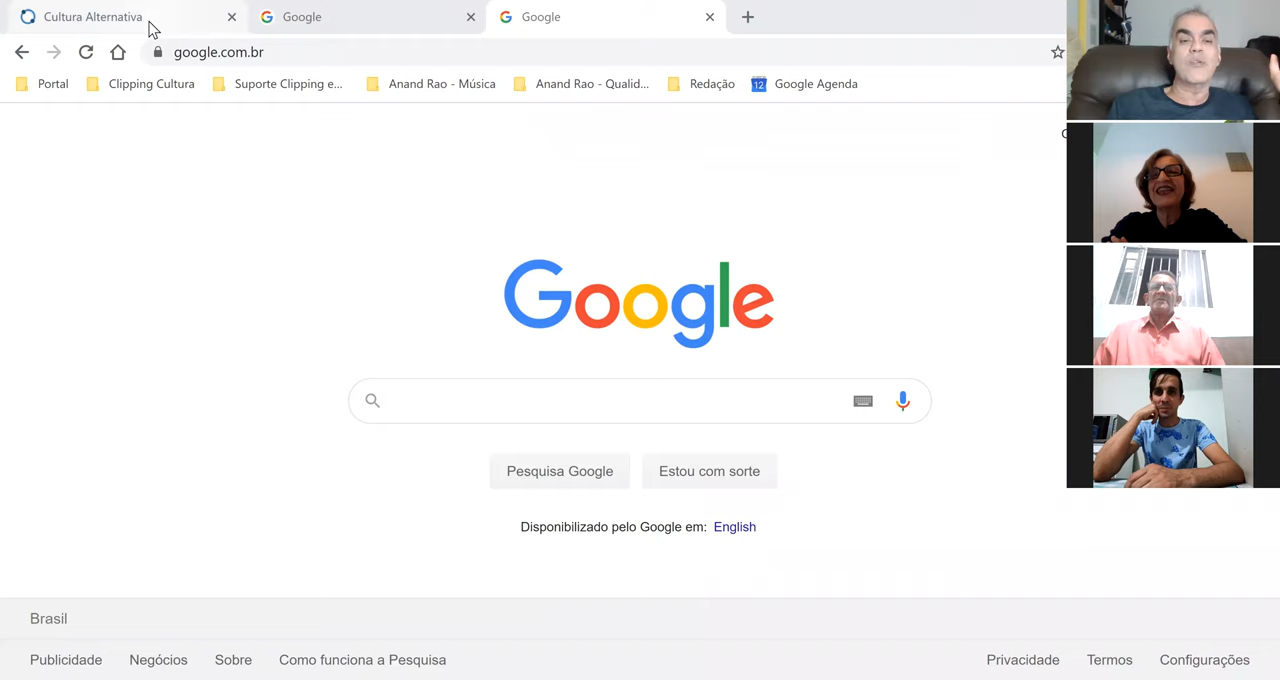 Cultura Alternativa
Google
Google
google.com.br
Portal
Clipping Cultura
Suporte Clipping e...
Anand Rao - Música
Anand Rao - Qualid...
Redação
12
Google Agenda
Google
Pesquisa Google
Estou com sorte
Disponibilizado pelo Google em: English
Brasil
Publicidade
Negócios
Sobre
Como funciona a Pesquisa
Privacidade
Termos
Configurações